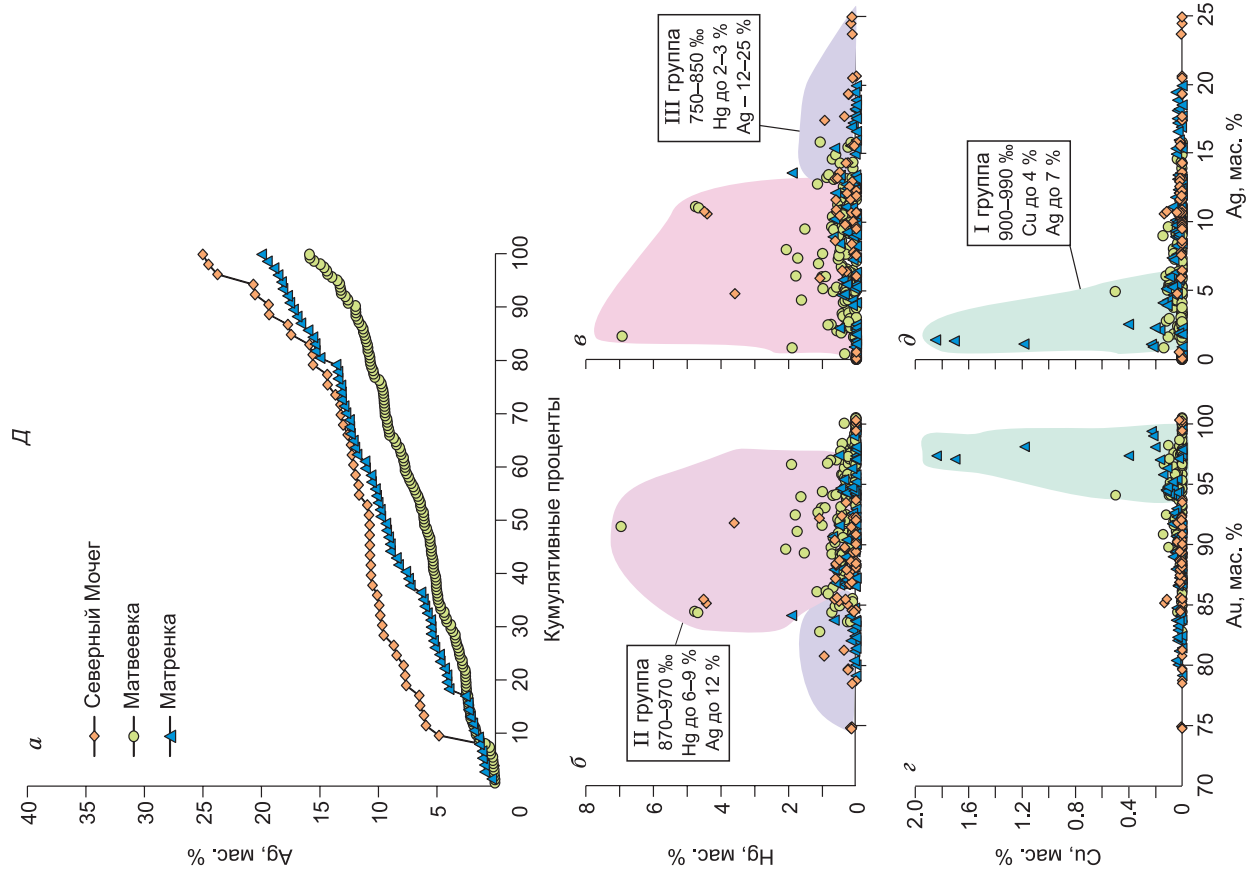 Д
а
Северный Мочег
Матвеевка
Матренка
Ag, мас. %
40
35
30
25
20
15
10
5
0
10
20
30
40
50
60
70
80
90
100
Кумулятивные проценты
б
II группа
870–970 ‰
Hg до 6–9 %
Ag до 12 %
Hg, мас. %
8
6
4
2
0
в
III группа
750–850 ‰
Hg до 2–3 %
Ag – 12–25 %
8
6
4
2
0
г
Cu, мас. %
2.0
1.6
1.2
0.8
0.4
0
70
75
80
85
90
95
100
Au, мас. %
д
I группа
900–990 ‰
Cu до 4 %
Ag до 7 %
0
5
10
15
20
25
Ag, мас. %